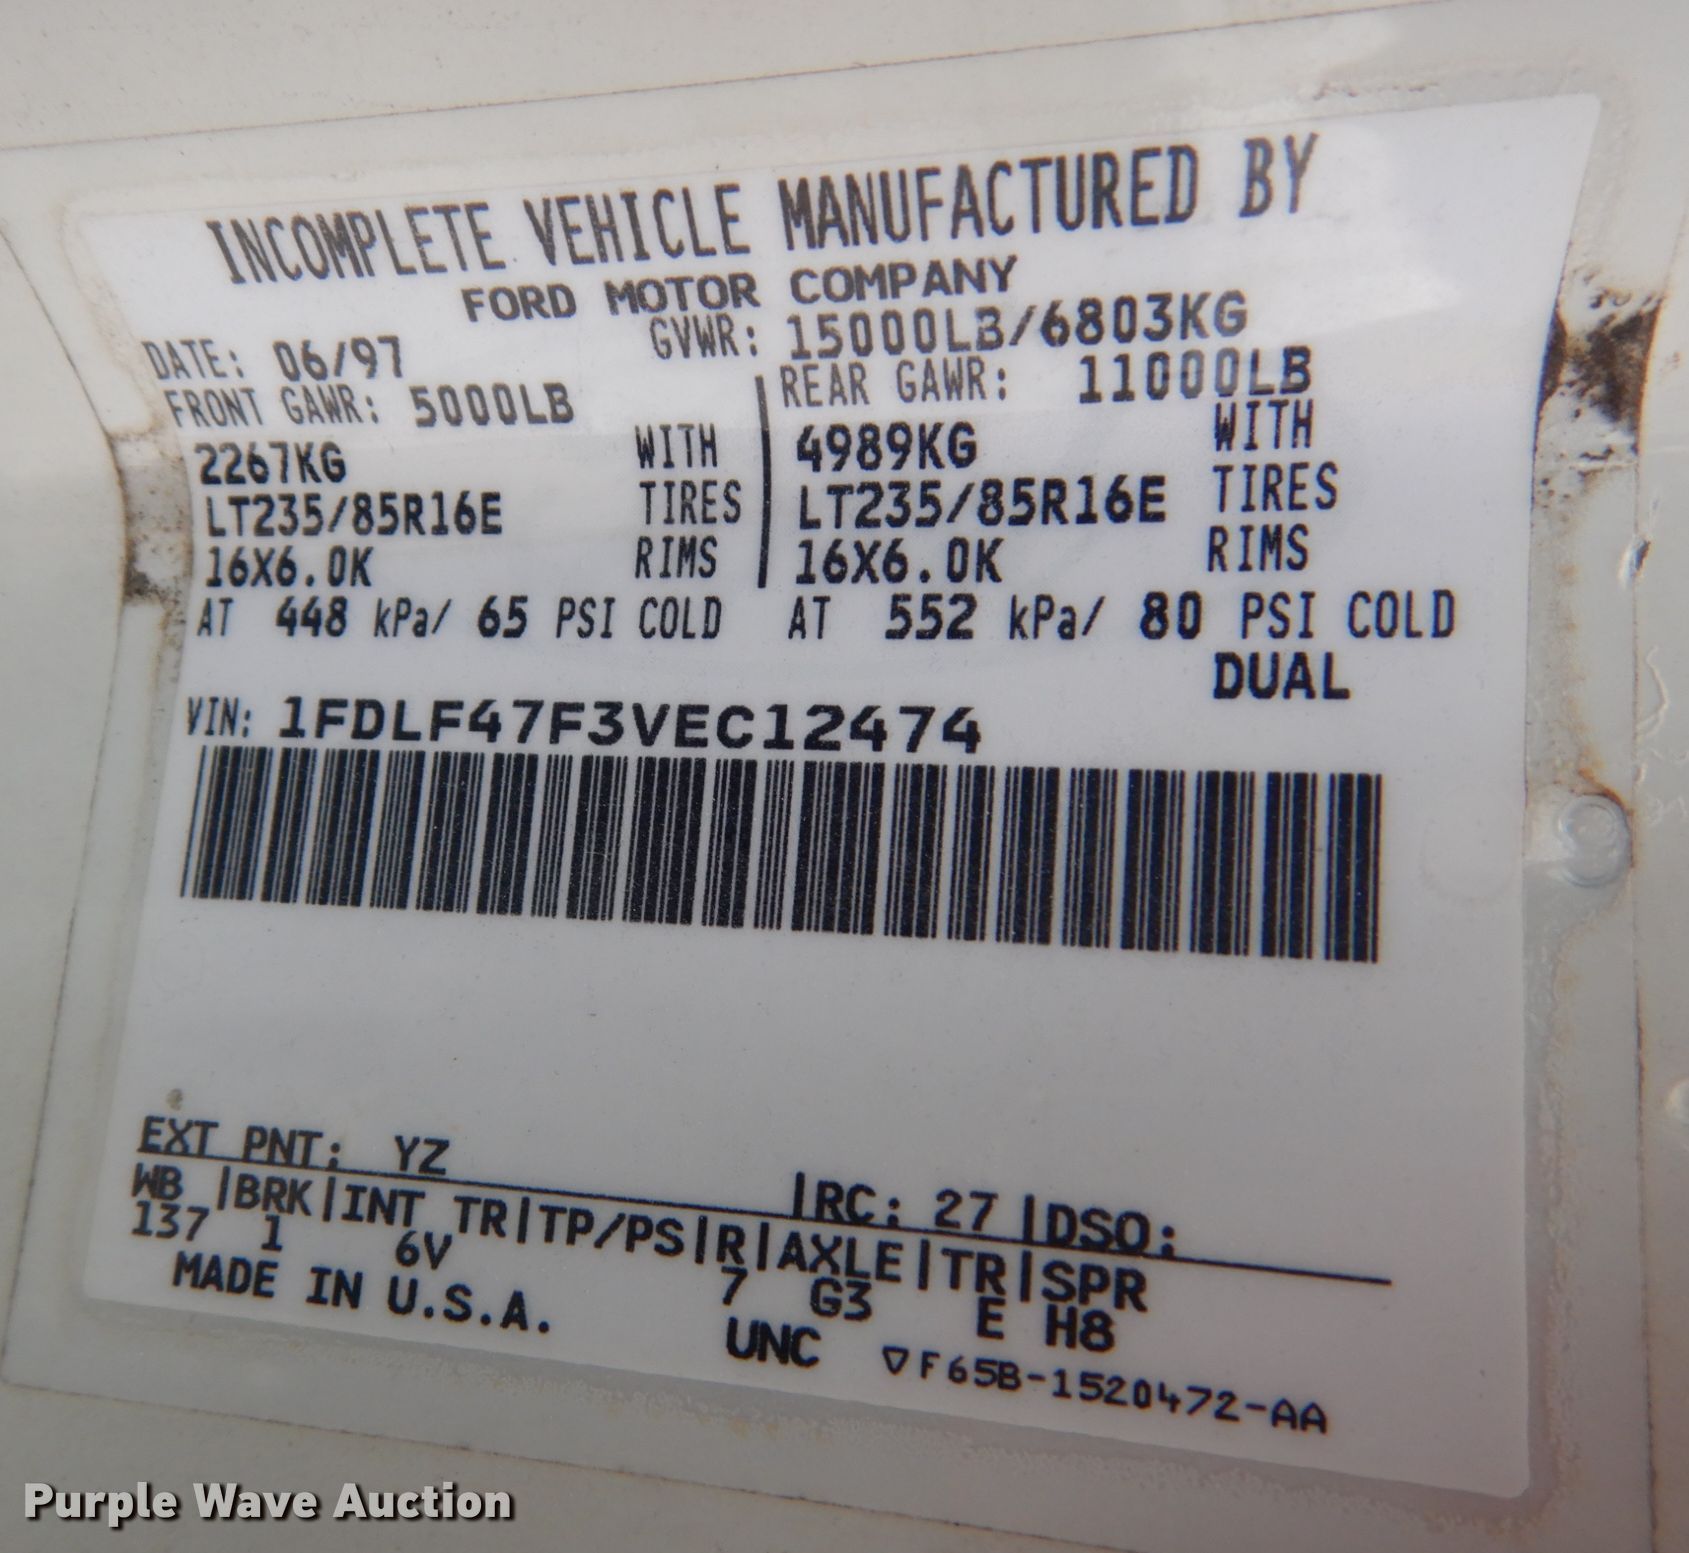 INCOMPLETE VEHICLE MANUFACTURED BY
FORD MOTOR COMPANY
DATE: 06/97 GVWR: 15000LB/6803KG
FRONT GAWR: 5000LB REAR GAWR: 11000LB
2267KG WITH 4989KG WITH
LT235/85R16E TIRES LT235/85R16E TIRES
16X6.0K RIMS 16X6.0K RIMS
AT 448 kPa/ 65 PSI COLD AT 552 kPa/ 80 PSI COLD
DUAL
VIN: 1FDLF47F3VEC12474
EXT PNT: YZ |RC: 27 |DSO:
WB |BRK|INT TR|TP/PS|R|AXLE|TR|SPR
137 1 6V 7 G3 E H8
MADE IN U.S.A. UNC ▽F65B-1520472-AA
Purple Wave Auction